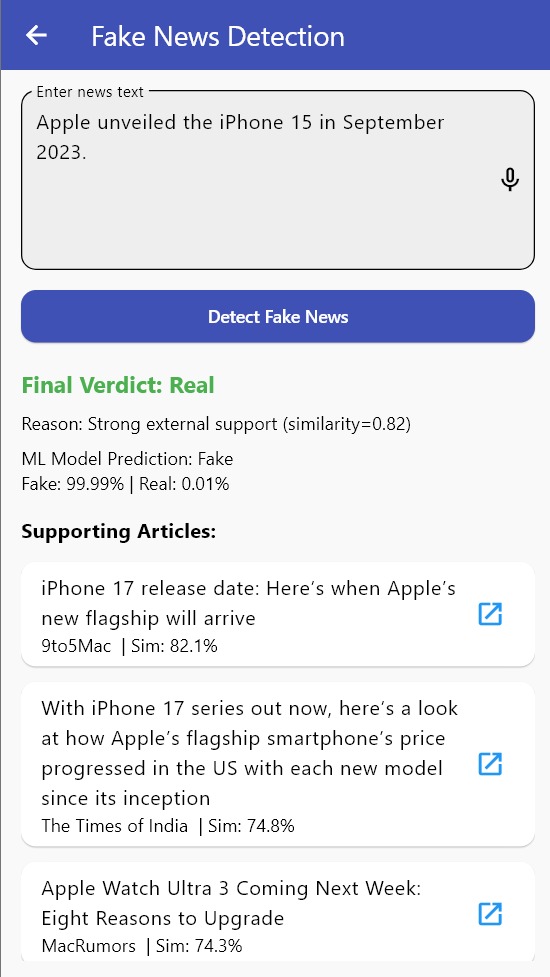 Fake News Detection
Enter news text
Apple unveiled the iPhone 15 in September
2023.
Detect Fake News
Final Verdict: Real
Reason: Strong external support (similarity=0.82)
ML Model Prediction: Fake
Fake: 99.99% | Real: 0.01%
Supporting Articles:
iPhone 17 release date: Here’s when Apple’s
new flagship will arrive
9to5Mac | Sim: 82.1%
With iPhone 17 series out now, here’s a look
at how Apple’s flagship smartphone’s price
progressed in the US with each new model
since its inception
The Times of India | Sim: 74.8%
Apple Watch Ultra 3 Coming Next Week:
Eight Reasons to Upgrade
MacRumors | Sim: 74.3%